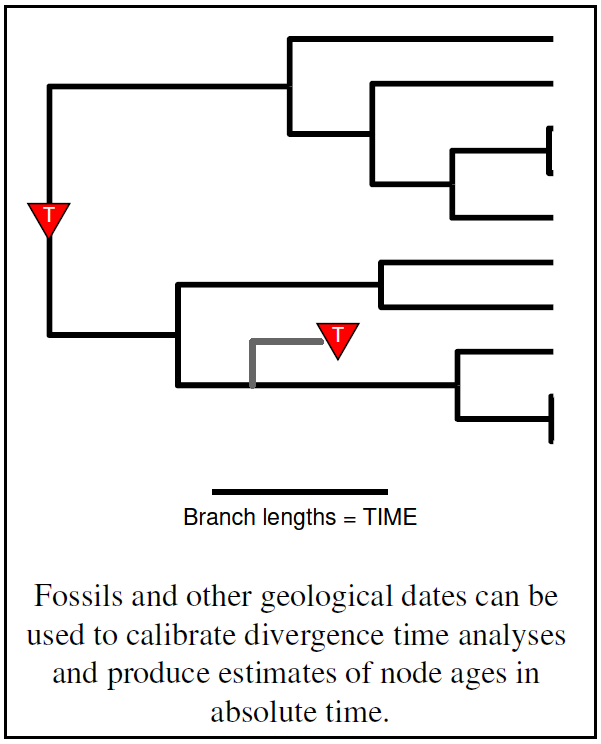 T
T
Branch lengths = TIME
Fossils and other geological dates can be
used to calibrate divergence time analyses
and produce estimates of node ages in
absolute time.